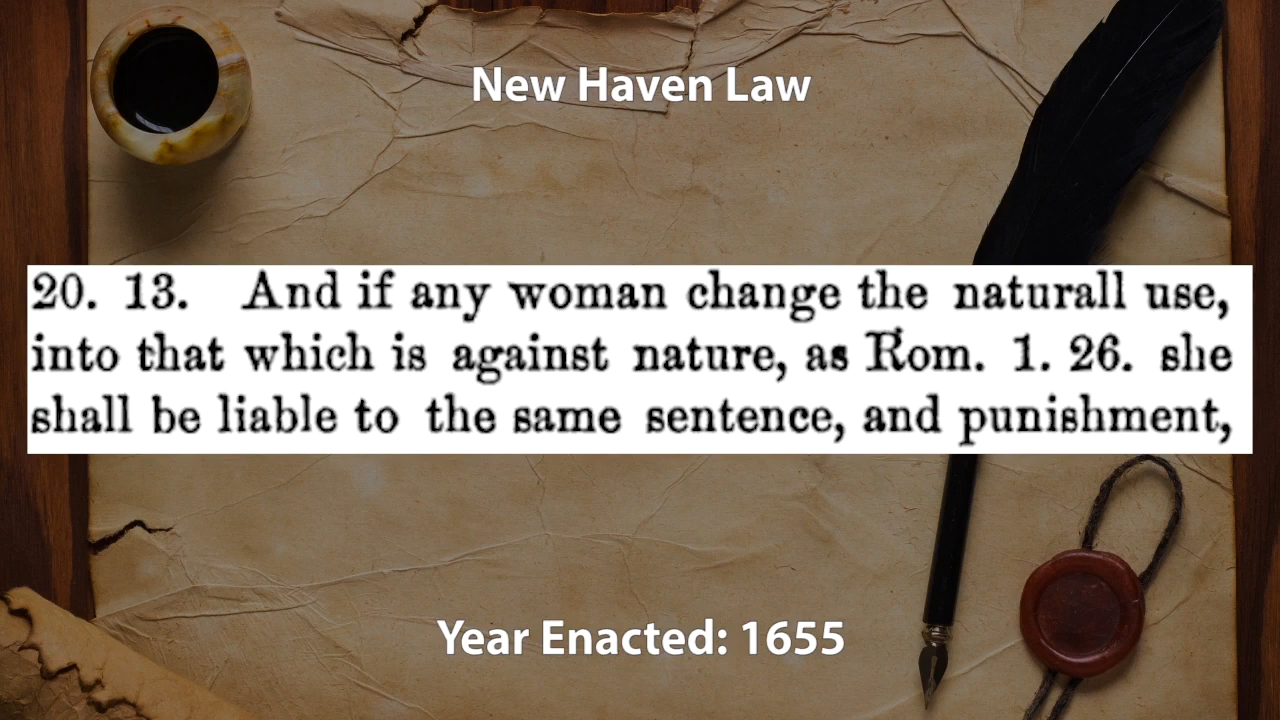 New Haven Law
20. 13. And if any woman change the naturall use,
into that which is against nature, as Rom. 1. 26. she
shall be liable to the same sentence, and punishment,
Year Enacted: 1655